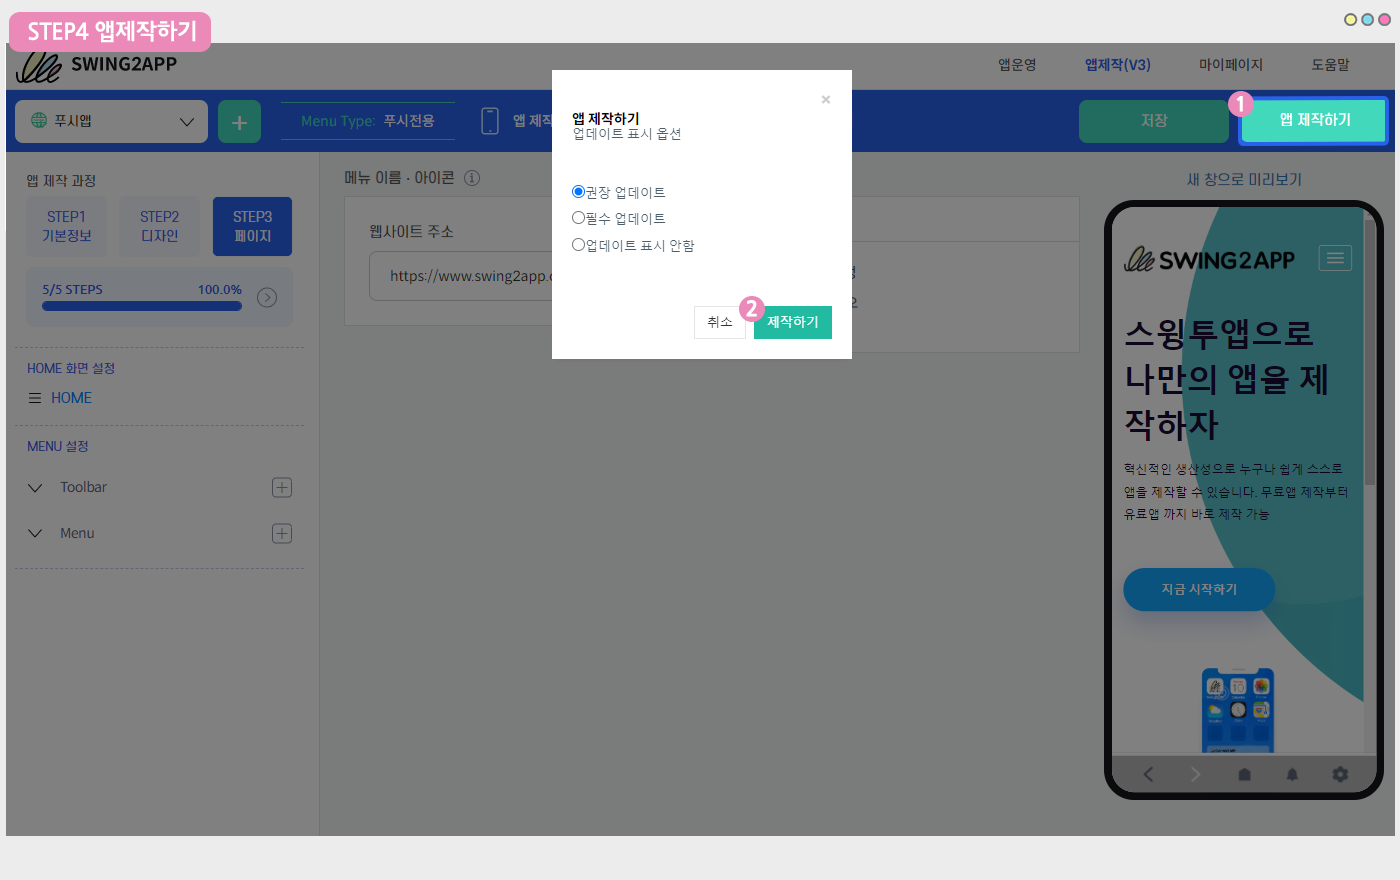 STEP4 앱제작하기
SWING2APP
앱운영
앱제작(V3)
마이페이지
도움말
푸시앱
+
Menu Type: 푸시전용
앱 제작
저장
1
앱 제작하기
×
앱 제작하기
업데이트 표시 옵션
권장 업데이트
필수 업데이트
업데이트 표시 안함
취소
2
제작하기
앱 제작 과정
STEP1
기본정보
STEP2
디자인
STEP3
페이지
5/5 STEPS
100.0%
HOME 화면 설정
HOME
MENU 설정
Toolbar
Menu
메뉴 이름 · 아이콘
웹사이트 주소
https://www.swing2app.c
새 창으로 미리보기
SWING2APP
스윙투앱으로
나만의 앱을 제
작하자
혁신적인 생산성으로 누구나 쉽게 스스로
앱을 제작할 수 있습니다. 무료앱 제작부터
유료앱 까지 바로 제작 가능
지금 시작하기
10